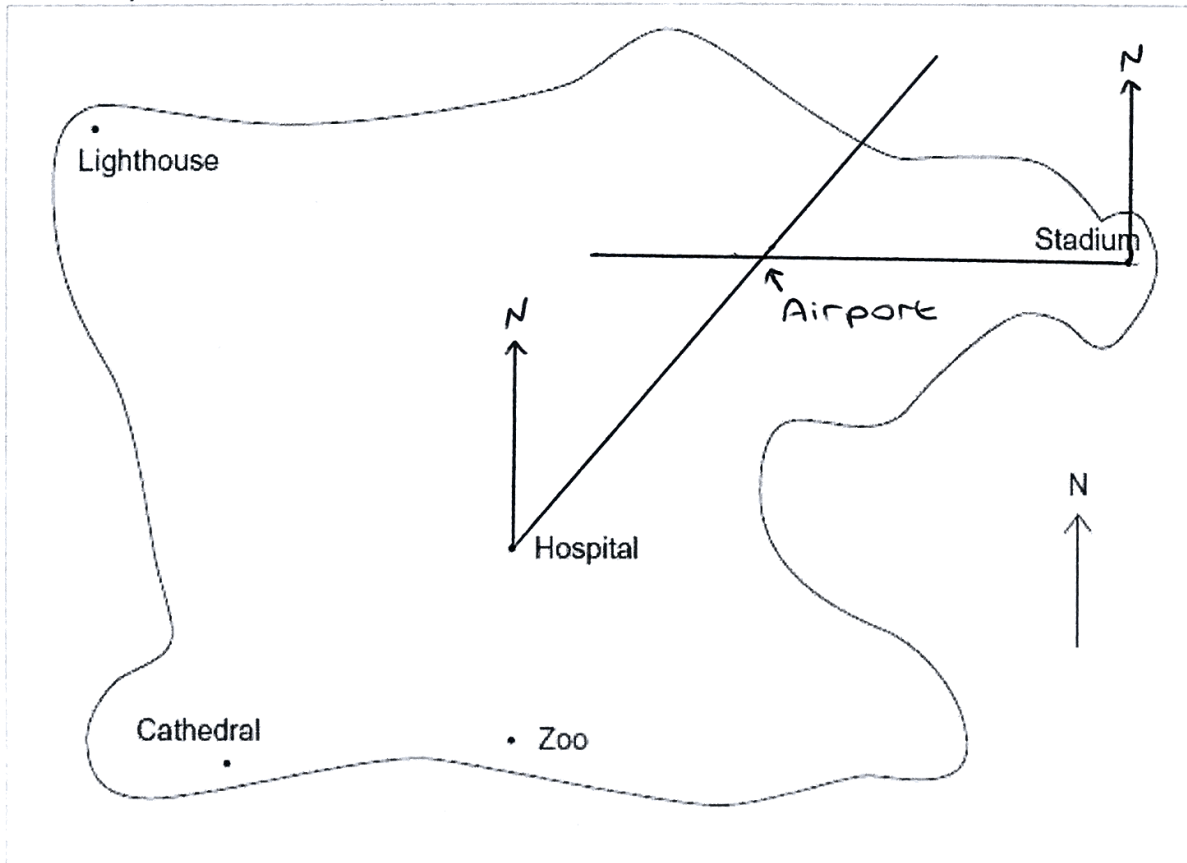 N
Lighthouse
Stadium
N
Airport
N
Hospital
Cathedral
Zoo